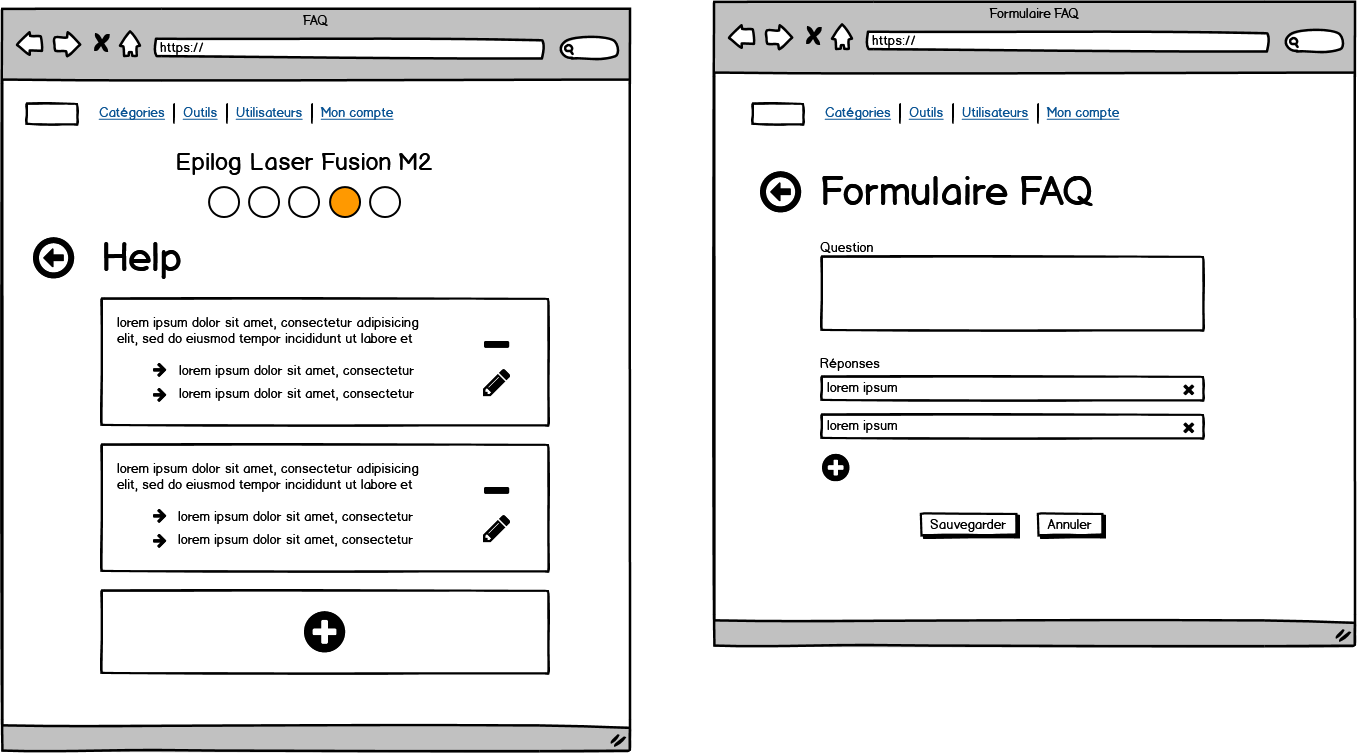 FAQ
https://
Catégories Outils Utilisateurs Mon compte
Epilog Laser Fusion M2
Help
lorem ipsum dolor sit amet, consectetur adipisicing
elit, sed do eiusmod tempor incididunt ut labore et
lorem ipsum dolor sit amet, consectetur
lorem ipsum dolor sit amet, consectetur
lorem ipsum dolor sit amet, consectetur adipisicing
elit, sed do eiusmod tempor incididunt ut labore et
lorem ipsum dolor sit amet, consectetur
lorem ipsum dolor sit amet, consectetur
Formulaire FAQ
https://
Catégories Outils Utilisateurs Mon compte
Formulaire FAQ
Question
Réponses
lorem ipsum
lorem ipsum
Sauvegarder Annuler